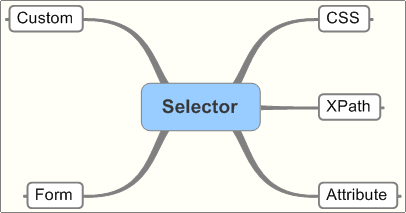 Custom
CSS
Selector
XPath
Form
Attribute